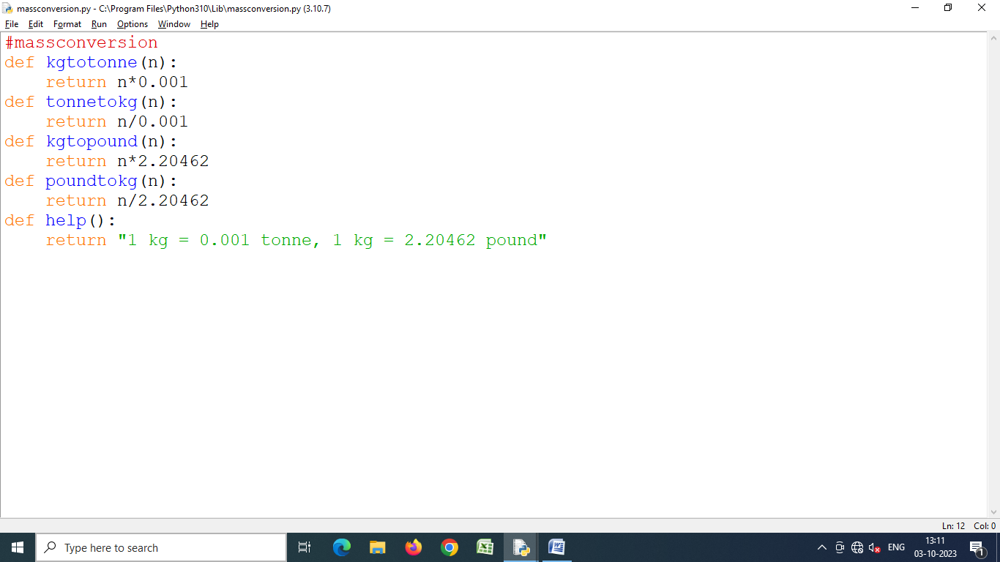 massconversion.py - C:\Program Files\Python310\Lib\massconversion.py (3.10.7)
File Edit Format Run Options Window Help
#massconversion
def kgtotonne(n):
    return n*0.001
def tonnetokg(n):
    return n/0.001
def kgtopound(n):
    return n*2.20462
def poundtokg(n):
    return n/2.20462
def help():
    return "1 kg = 0.001 tonne, 1 kg = 2.20462 pound"
Ln: 12 Col: 0
Type here to search
ENG
13:11
03-10-2023
1